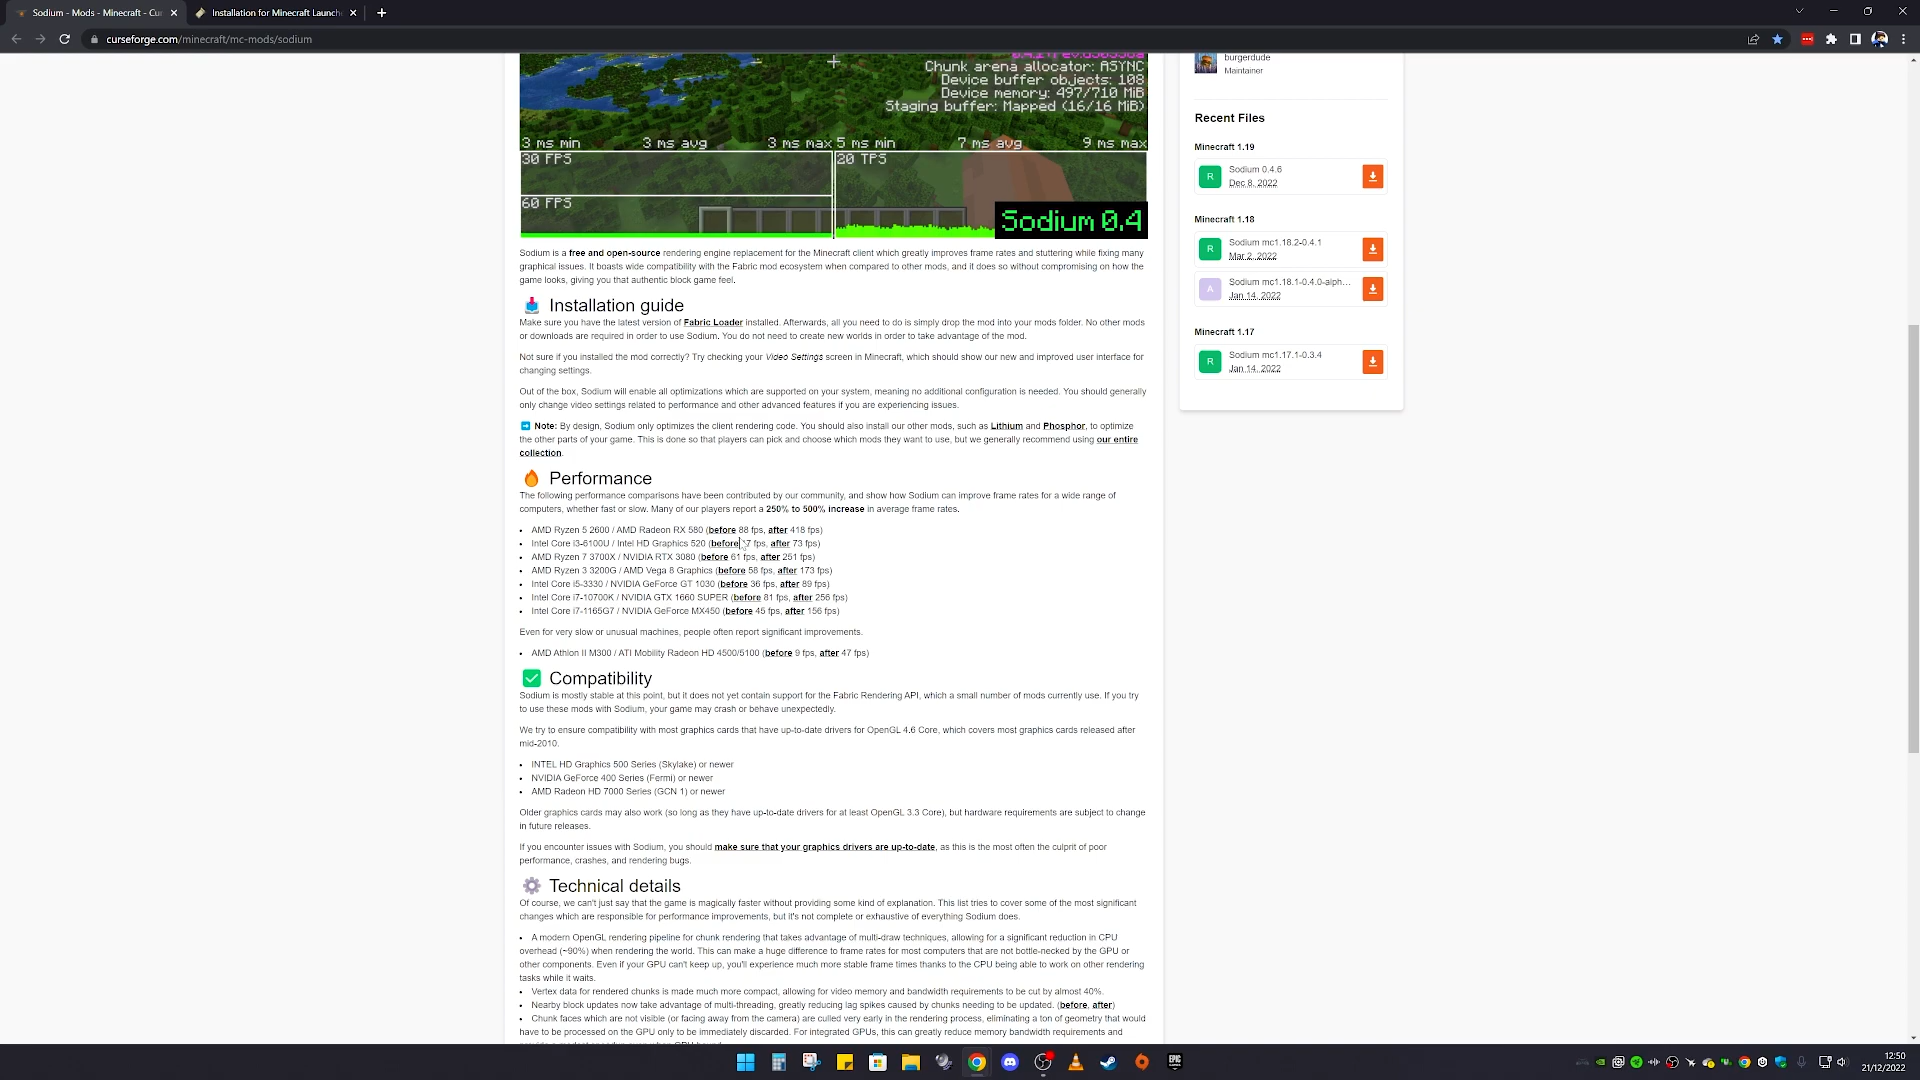 Sodium - Mods - Minecraft - Cur
Installation for Minecraft Launche
curseforge.com/minecraft/mc-mods/sodium
Chunk arena allocator: ASYNC
Device buffer objects: 108
Device memory: 497/710 MiB
Staging buffer: Mapped (16/16 MiB)
3 ms min 3 ms avg 3 ms max 5 ms min 7 ms avg 9 ms max
30 FPS 20 TPS
60 FPS
Sodium 0.4
Sodium is a free and open-source rendering engine replacement for the Minecraft client which greatly improves frame rates and stuttering while fixing many
graphical issues. It boasts wide compatibility with the Fabric mod ecosystem when compared to other mods, and it does so without compromising on how the
game looks, giving you that authentic block game feel.
Installation guide
Make sure you have the latest version of Fabric Loader installed. Afterwards, all you need to do is simply drop the mod into your mods folder. No other mods
or downloads are required in order to use Sodium. You do not need to create new worlds in order to take advantage of the mod.
Not sure if you installed the mod correctly? Try checking your Video Settings screen in Minecraft, which should show our new and improved user interface for
changing settings.
Out of the box, Sodium will enable all optimizations which are supported on your system, meaning no additional configuration is needed. You should generally
only change video settings related to performance and other advanced features if you are experiencing issues.
Note: By design, Sodium only optimizes the client rendering code. You should also install our other mods, such as Lithium and Phosphor, to optimize
the other parts of your game. This is done so that players can pick and choose which mods they want to use, but we generally recommend using our entire
collection.
Performance
The following performance comparisons have been contributed by our community, and show how Sodium can improve frame rates for a wide range of
computers, whether fast or slow. Many of our players report a 250% to 500% increase in average frame rates.
• AMD Ryzen 5 2600 / AMD Radeon RX 580 (before 88 fps, after 418 fps)
• Intel Core i3-6100U / Intel HD Graphics 520 (before 7 fps, after 73 fps)
• AMD Ryzen 7 3700X / NVIDIA RTX 3080 (before 61 fps, after 251 fps)
• AMD Ryzen 3 3200G / AMD Vega 8 Graphics (before 58 fps, after 173 fps)
• Intel Core i5-3330 / NVIDIA GeForce GT 1030 (before 36 fps, after 89 fps)
• Intel Core i7-10700K / NVIDIA GTX 1660 SUPER (before 81 fps, after 256 fps)
• Intel Core i7-1165G7 / NVIDIA GeForce MX450 (before 45 fps, after 156 fps)
Even for very slow or unusual machines, people often report significant improvements.
• AMD Athlon II M300 / ATI Mobility Radeon HD 4500/5100 (before 9 fps, after 47 fps)
Compatibility
Sodium is mostly stable at this point, but it does not yet contain support for the Fabric Rendering API, which a small number of mods currently use. If you try
to use these mods with Sodium, your game may crash or behave unexpectedly.
We try to ensure compatibility with most graphics cards that have up-to-date drivers for OpenGL 4.6 Core, which covers most graphics cards released after
mid-2010.
• INTEL HD Graphics 500 Series (Skylake) or newer
• NVIDIA GeForce 400 Series (Fermi) or newer
• AMD Radeon HD 7000 Series (GCN 1) or newer
Older graphics cards may also work (so long as they have up-to-date drivers for at least OpenGL 3.3 Core), but hardware requirements are subject to change
in future releases.
If you encounter issues with Sodium, you should make sure that your graphics drivers are up-to-date, as this is the most often the culprit of poor
performance, crashes, and rendering bugs.
Technical details
Of course, we can't just say that the game is magically faster without providing some kind of explanation. This list tries to cover some of the most significant
changes which are responsible for performance improvements, but it's not complete or exhaustive of everything Sodium does.
• A modern OpenGL rendering pipeline for chunk rendering that takes advantage of multi-draw techniques, allowing for a significant reduction in CPU
overhead (~90%) when rendering the world. This can make a huge difference to frame rates for most computers that are not bottle-necked by the GPU or
other components. Even if your GPU can't keep up, you'll experience much more stable frame times thanks to the CPU being able to work on other rendering
tasks while it waits.
• Vertex data for rendered chunks is made much more compact, allowing for video memory and bandwidth requirements to be cut by almost 40%.
• Nearby block updates now take advantage of multi-threading, greatly reducing lag spikes caused by chunks needing to be updated. (before, after)
• Chunk faces which are not visible (or facing away from the camera) are culled very early in the rendering process, eliminating a ton of geometry that would
have to be processed on the GPU only to be immediately discarded. For integrated GPUs, this can greatly reduce memory bandwidth requirements and
burgerdude
Maintainer
Recent Files
Minecraft 1.19
R Sodium 0.4.6
Dec 8, 2022
Minecraft 1.18
R Sodium mc1.18.2-0.4.1
Mar 2, 2022
A Sodium mc1.18.1-0.4.0-alph...
Jan 14, 2022
Minecraft 1.17
R Sodium mc1.17.1-0.3.4
Jan 14, 2022
EPIC
12:50
21/12/2022